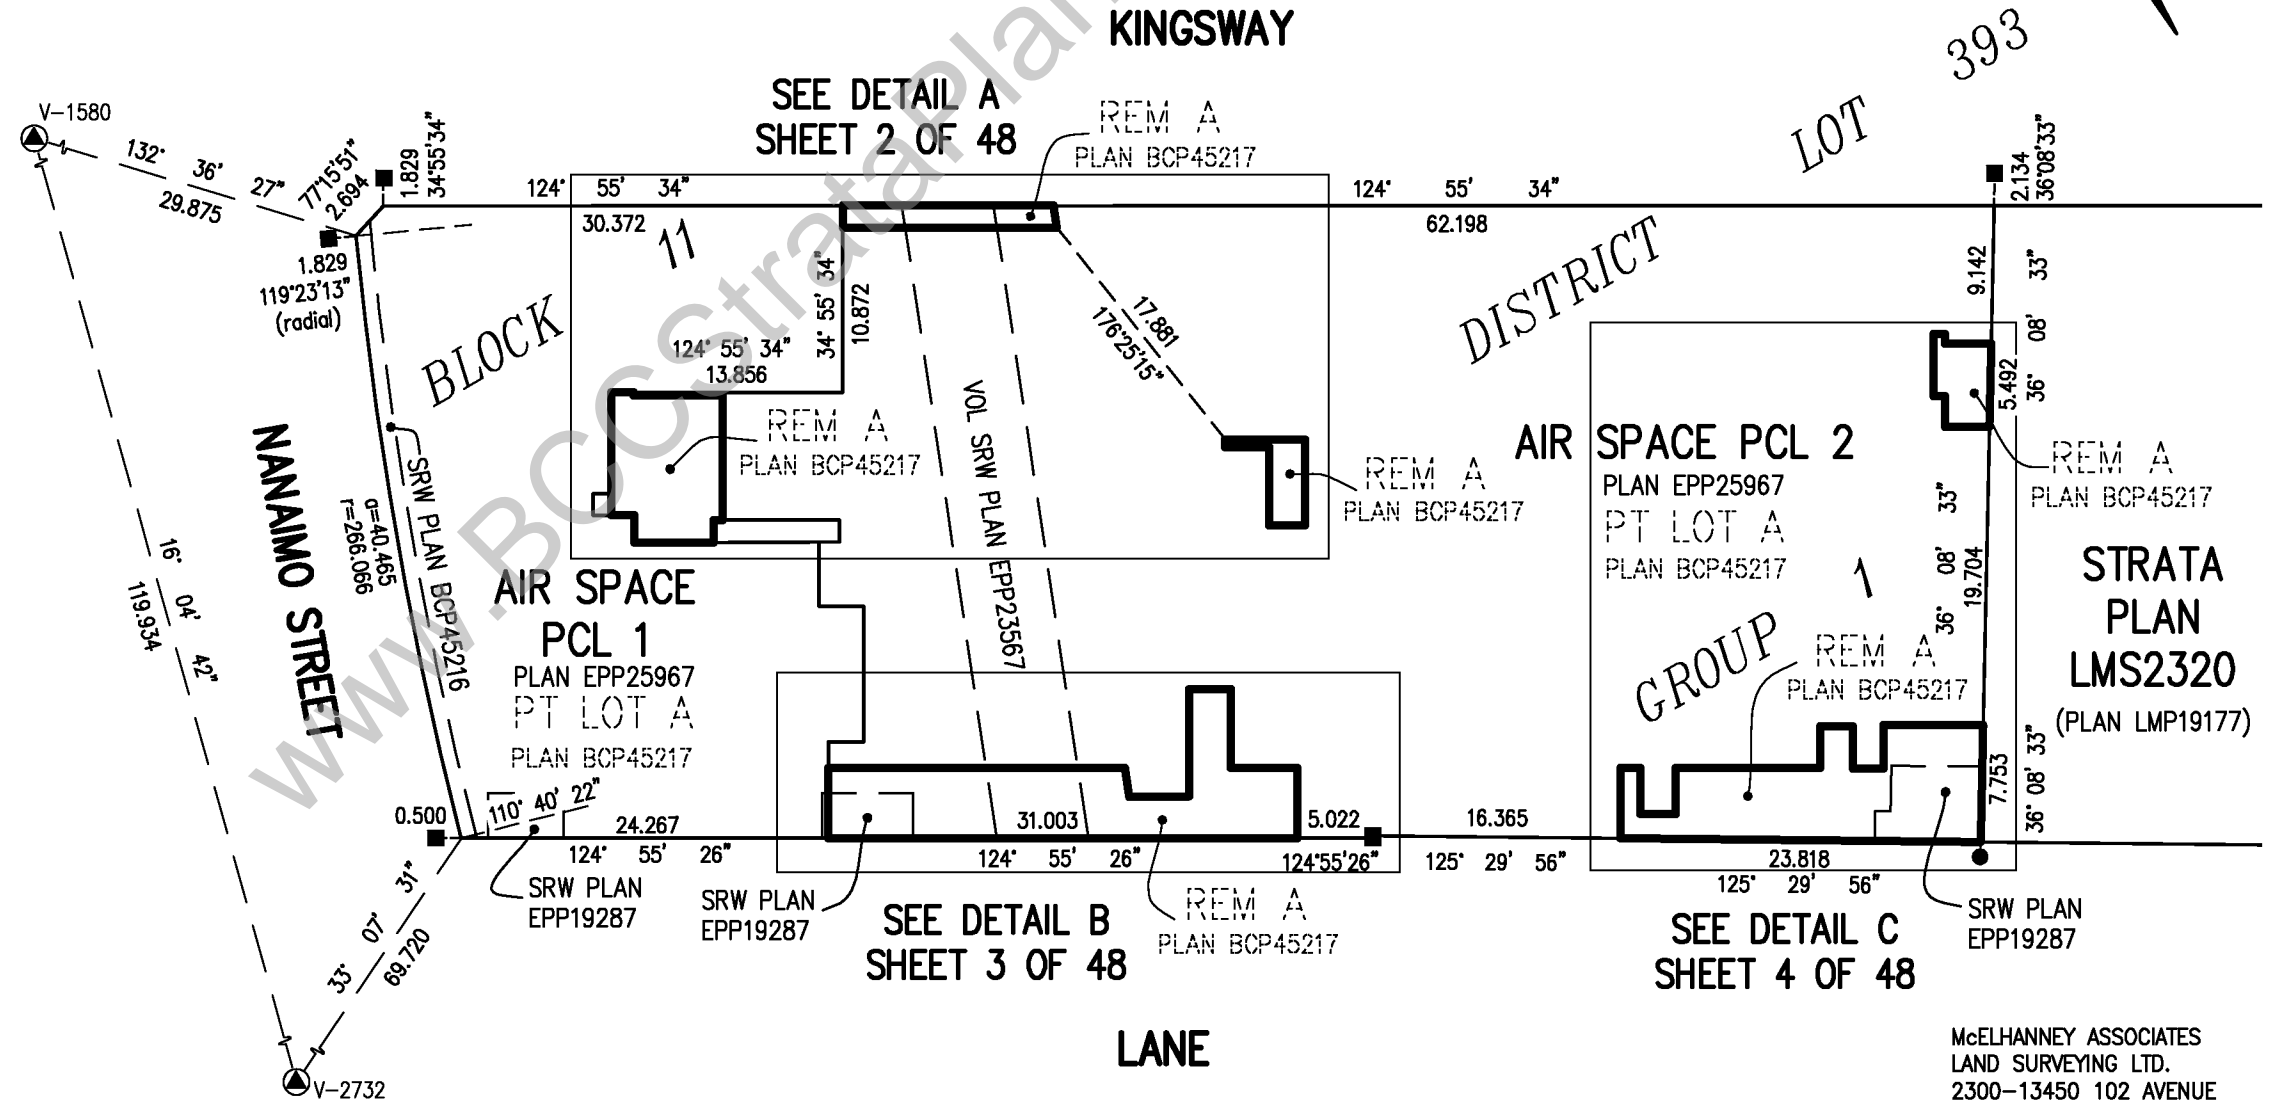 KINGSWAY
393
LOT
V-1580
SEE DETAIL A
SHEET 2 OF 48
REM A
PLAN BCP45217
132° 36' 27"
29.875
77°15'51"
2.694
1.829
34°55'34"
124° 55' 34"
30.372
124° 55' 34"
62.198
2.134
36°08'33"
1.829
119°23'13"
(radial)
11
BLOCK
34° 55' 34"
10.872
124° 55' 34"
13.856
17.881
176°25'15"
DISTRICT
9.142
36° 08' 33"
5.492
REM A
PLAN BCP45217
VOL SRW PLAN EPP23567
REM A
PLAN BCP45217
AIR SPACE PCL 2
PLAN EPP25967
PT LOT A
PLAN BCP45217
REM A
PLAN BCP45217
NANAIMO STREET
a=40.465
r=266.066
SRW PLAN BCP45216
16° 04' 42"
119.934
AIR SPACE
PCL 1
PLAN EPP25967
PT LOT A
PLAN BCP45217
1
GROUP
36° 08' 33"
19.704
REM A
PLAN BCP45217
STRATA
PLAN
LMS2320
(PLAN LMP19177)
7.753
36° 08' 33"
0.500
110° 40' 22"
24.267
124° 55' 26"
31.003
124° 55' 26"
5.022
124°55'26"
16.365
125° 29' 56"
23.818
125° 29' 56"
SRW PLAN
EPP19287
SRW PLAN
EPP19287
SEE DETAIL B
SHEET 3 OF 48
REM A
PLAN BCP45217
SEE DETAIL C
SHEET 4 OF 48
SRW PLAN
EPP19287
33° 07' 31"
69.720
V-2732
LANE
McELHANNEY ASSOCIATES
LAND SURVEYING LTD.
2300-13450 102 AVENUE
www.BCCStrataPlan